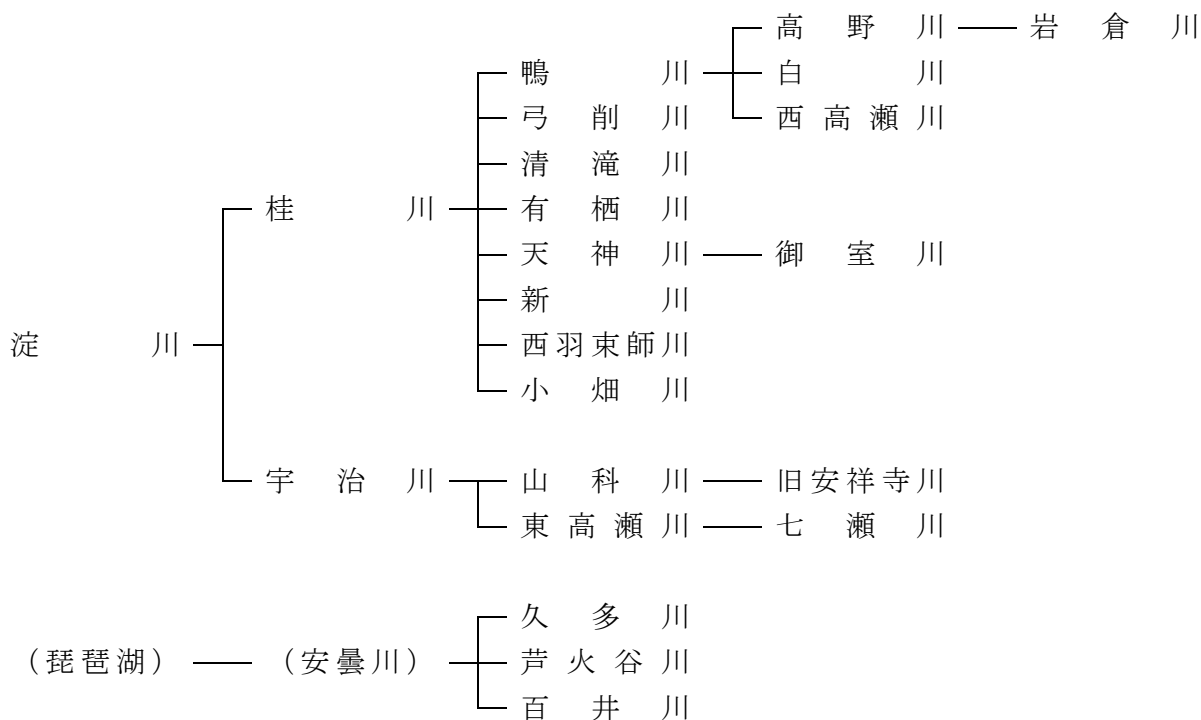 高野川 岩倉川
鴨川 白川
弓削川 西高瀬川
清滝川
桂川 有栖川
天神川 御室川
新川
淀川 西羽束師川
小畑川
宇治川 山科川 旧安祥寺川
東高瀬川 七瀬川
久多川
（琵琶湖） （安曇川） 芦火谷川
百井川